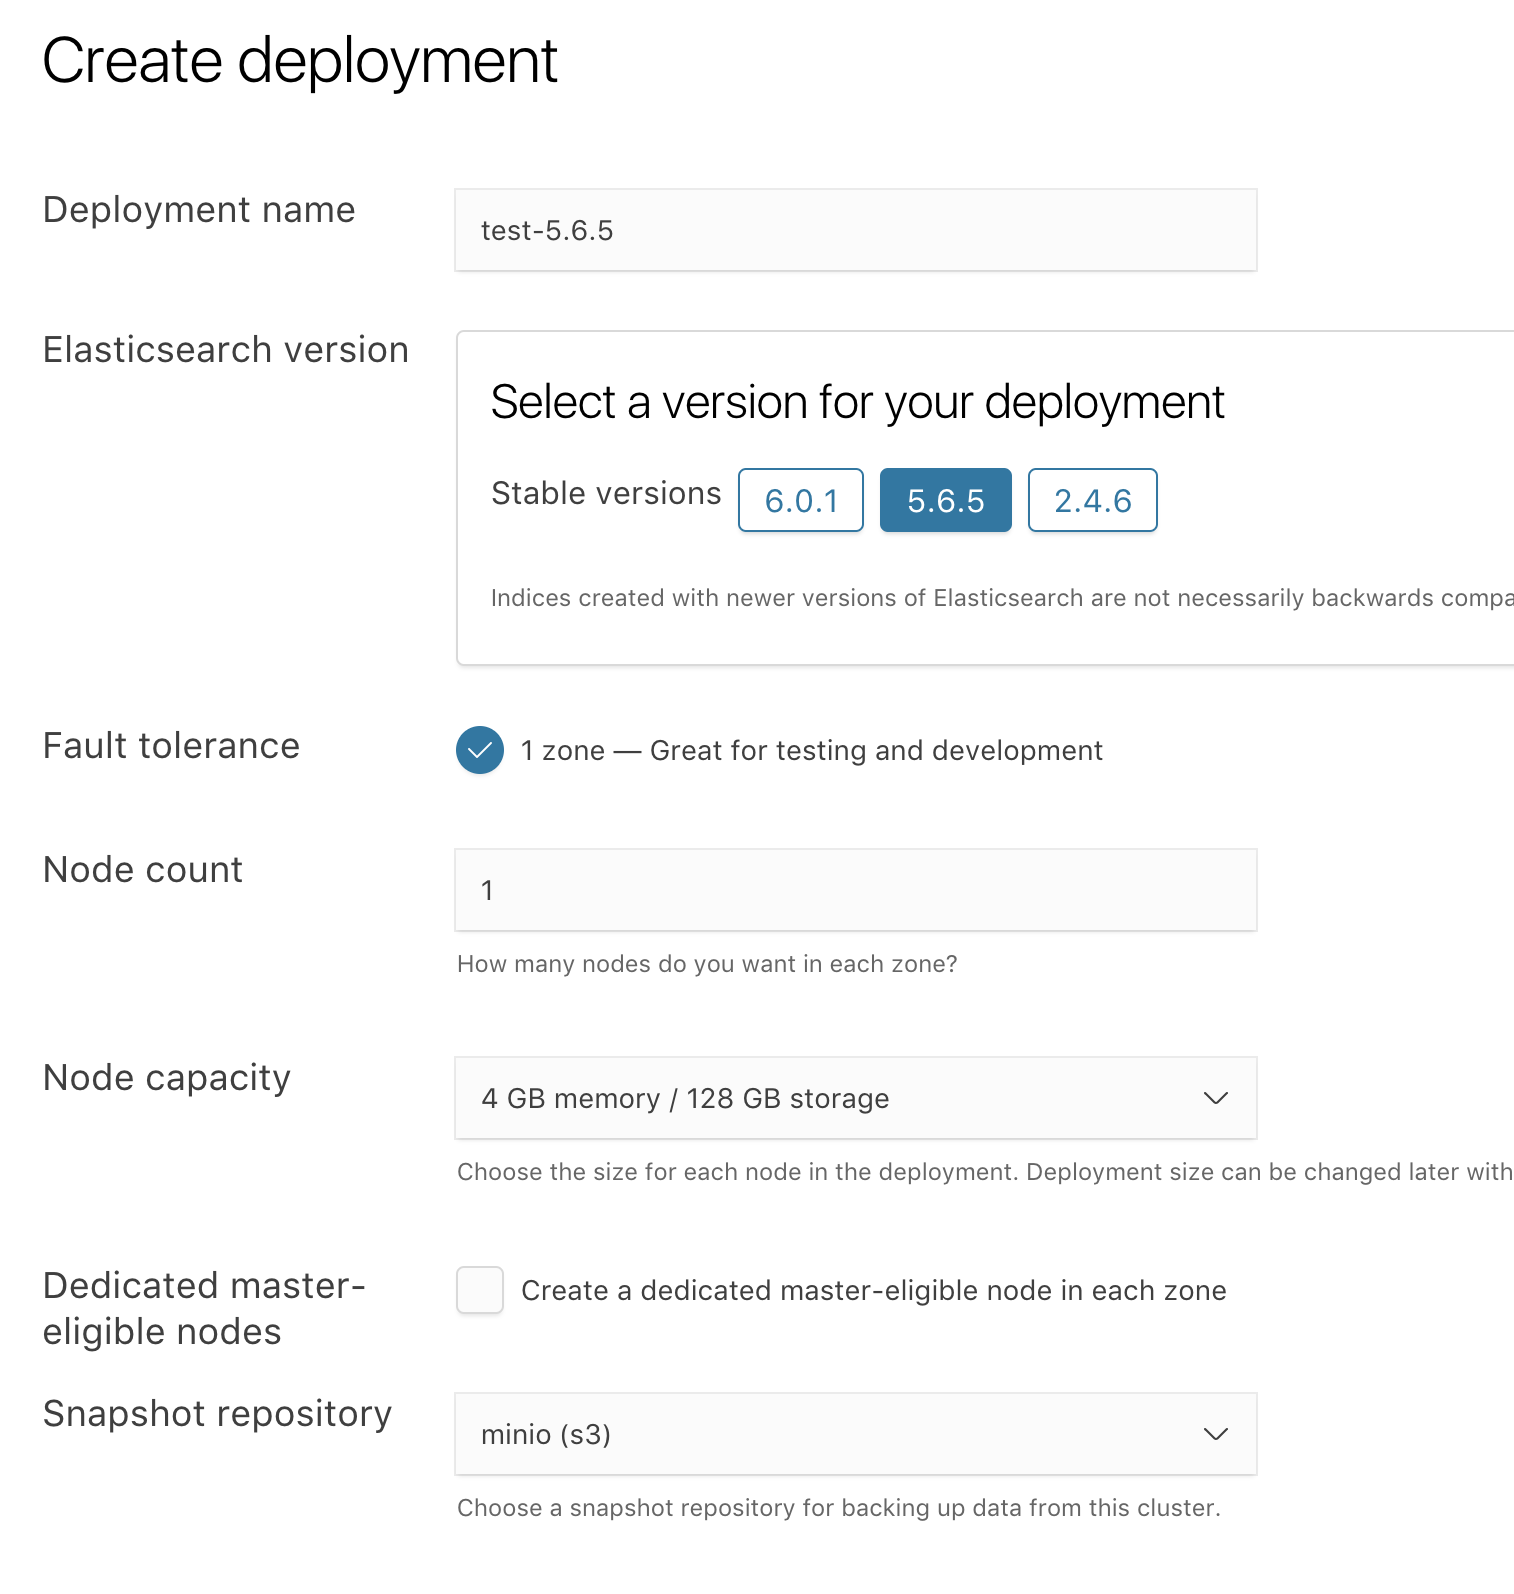 Create deployment
Deployment name
test-5.6.5
Elasticsearch version
Select a version for your deployment
Stable versions 6.0.1 5.6.5 2.4.6
Indices created with newer versions of Elasticsearch are not necessarily backwards compa
Fault tolerance
1 zone — Great for testing and development
Node count
1
How many nodes do you want in each zone?
Node capacity
4 GB memory / 128 GB storage
Choose the size for each node in the deployment. Deployment size can be changed later with
Dedicated master-
eligible nodes
Create a dedicated master-eligible node in each zone
Snapshot repository
minio (s3)
Choose a snapshot repository for backing up data from this cluster.